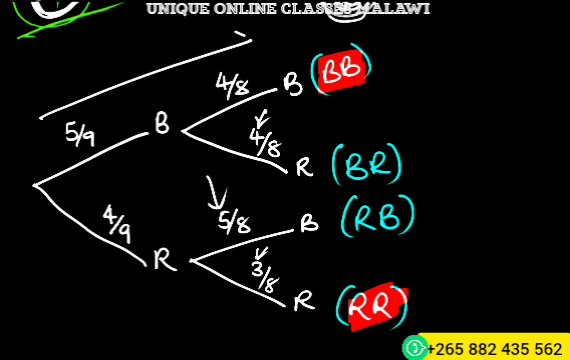 UNIQUE ONLINE CLASSES MALAWI
4/8 B (BB)
5/9 B
4/8 R (BR)
5/8 B (RB)
4/9 R
3/8 R (RR)
+265 882 435 562